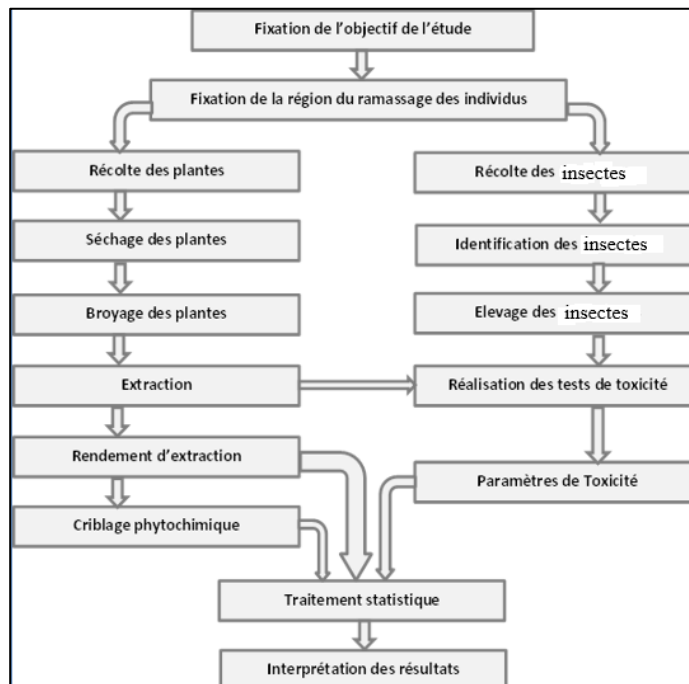 Fixation de l'objectif de l'étude
Fixation de la région du ramassage des individus
Récolte des plantes
Récolte des insectes
Séchage des plantes
Identification des insectes
Broyage des plantes
Elevage des insectes
Extraction
Réalisation des tests de toxicité
Rendement d'extraction
Paramètres de Toxicité
Criblage phytochimique
Traitement statistique
Interprétation des résultats